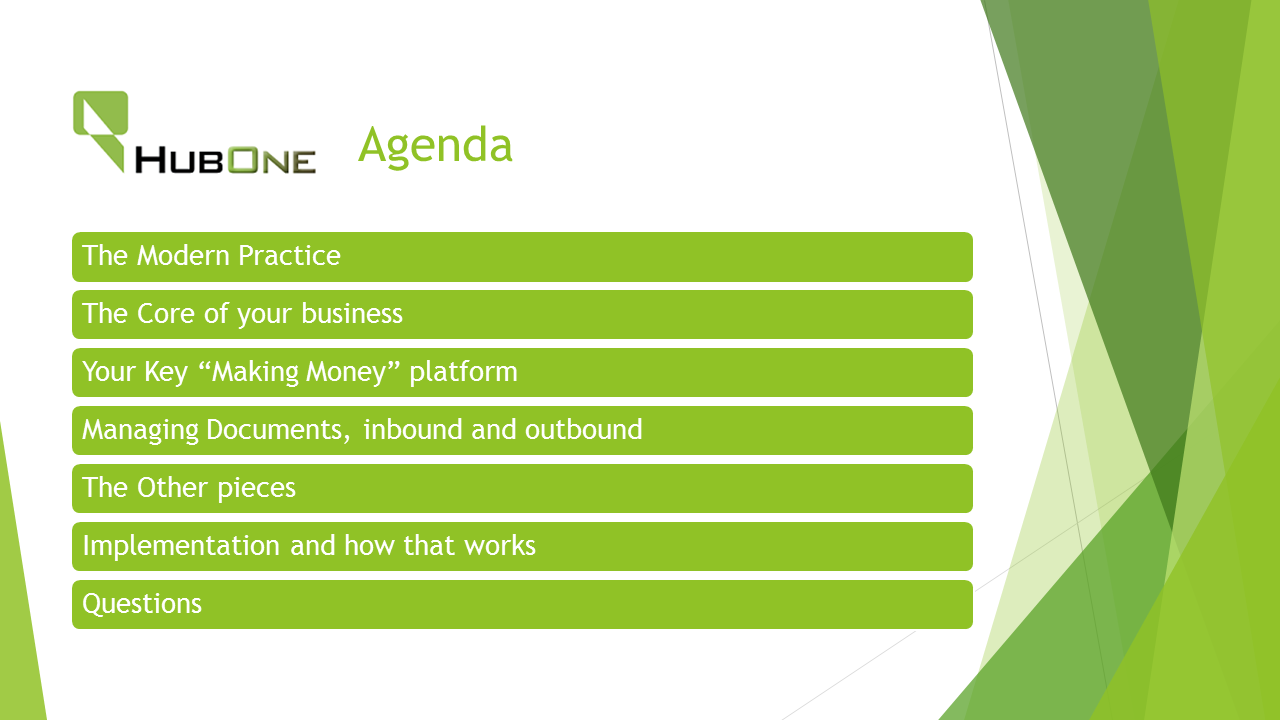 HubOne
Agenda
The Modern Practice
The Core of your business
Your Key “Making Money” platform
Managing Documents, inbound and outbound
The Other pieces
Implementation and how that works
Questions